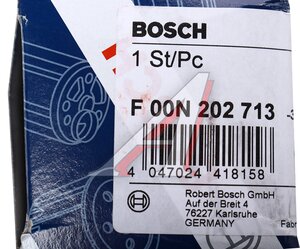 BOSCH
1 St/Pc
F 00N 202 713
4 047024 418158
Robert Bosch GmbH
Auf der Breit 4
76227 Karlsruhe
GERMANY